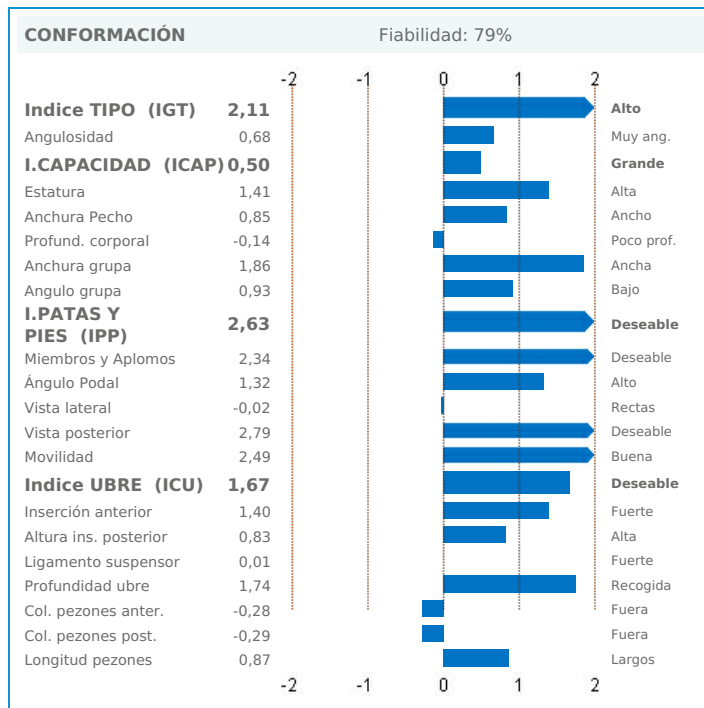 CONFORMACIÓN Fiabilidad: 79%
-2 -1 0 1 2
Indice TIPO (IGT) 2,11 Alto
Angulosidad 0,68 Muy ang.
I.CAPACIDAD (ICAP) 0,50 Grande
Estatura 1,41 Alta
Anchura Pecho 0,85 Ancho
Profund. corporal -0,14 Poco prof.
Anchura grupa 1,86 Ancha
Angulo grupa 0,93 Bajo
I.PATAS Y
PIES (IPP) 2,63 Deseable
Miembros y Aplomos 2,34 Deseable
Ángulo Podal 1,32 Alto
Vista lateral -0,02 Rectas
Vista posterior 2,79 Deseable
Movilidad 2,49 Buena
Indice UBRE (ICU) 1,67 Deseable
Inserción anterior 1,40 Fuerte
Altura ins. posterior 0,83 Alta
Ligamento suspensor 0,01 Fuerte
Profundidad ubre 1,74 Recogida
Col. pezones anter. -0,28 Fuera
Col. pezones post. -0,29 Fuera
Longitud pezones 0,87 Largos
-2 -1 0 1 2